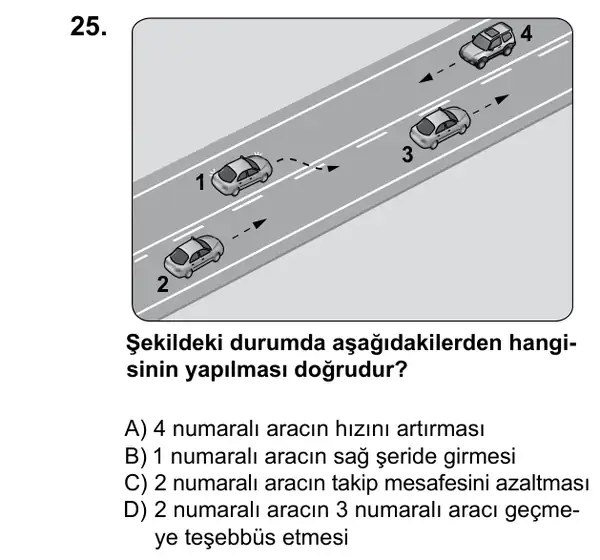 25.
4
3
1
2
Şekildeki durumda aşağıdakilerden hangi-
sinin yapılması doğrudur?
A) 4 numaralı aracın hızını artırması
B) 1 numaralı aracın sağ şeride girmesi
C) 2 numaralı aracın takip mesafesini azaltması
D) 2 numaralı aracın 3 numaralı aracı geçme-
ye teşebbüs etmesi